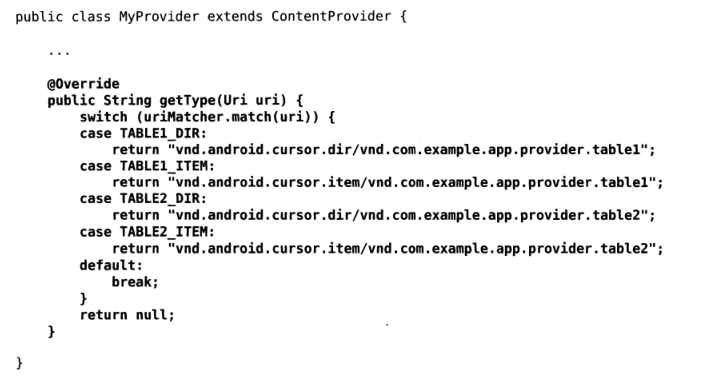 public class MyProvider extends ContentProvider {
...
@Override
public String getType(Uri uri) {
switch (uriMatcher.match(uri)) {
case TABLE1_DIR:
return "vnd.android.cursor.dir/vnd.com.example.app.provider.table1";
case TABLE1_ITEM:
return "vnd.android.cursor.item/vnd.com.example.app.provider.table1";
case TABLE2_DIR:
return "vnd.android.cursor.dir/vnd.com.example.app.provider.table2";
case TABLE2_ITEM:
return "vnd.android.cursor.item/vnd.com.example.app.provider.table2";
default:
break;
}
return null;
}
}